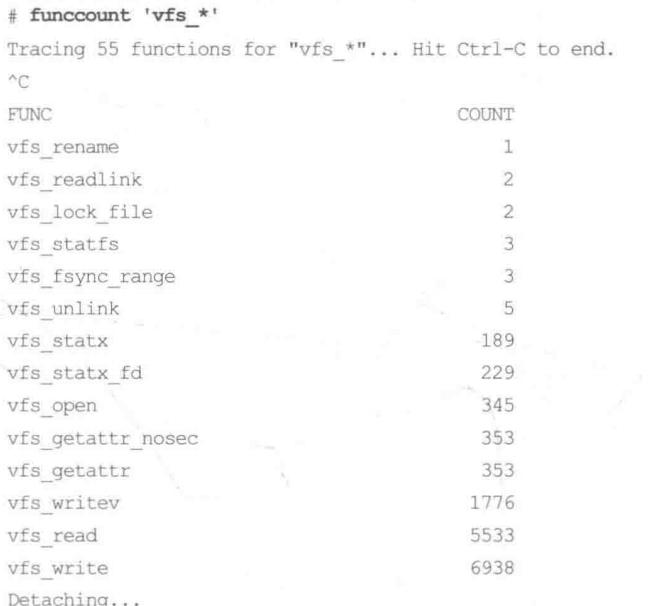 # funccount 'vfs_*'
Tracing 55 functions for "vfs_*"... Hit Ctrl-C to end.
^C
FUNC COUNT
vfs_rename 1
vfs_readlink 2
vfs_lock_file 2
vfs_statfs 3
vfs_fsync_range 3
vfs_unlink 5
vfs_statx 189
vfs_statx_fd 229
vfs_open 345
vfs_getattr_nosec 353
vfs_getattr 353
vfs_writev 1776
vfs_read 5533
vfs_write 6938
Detaching...